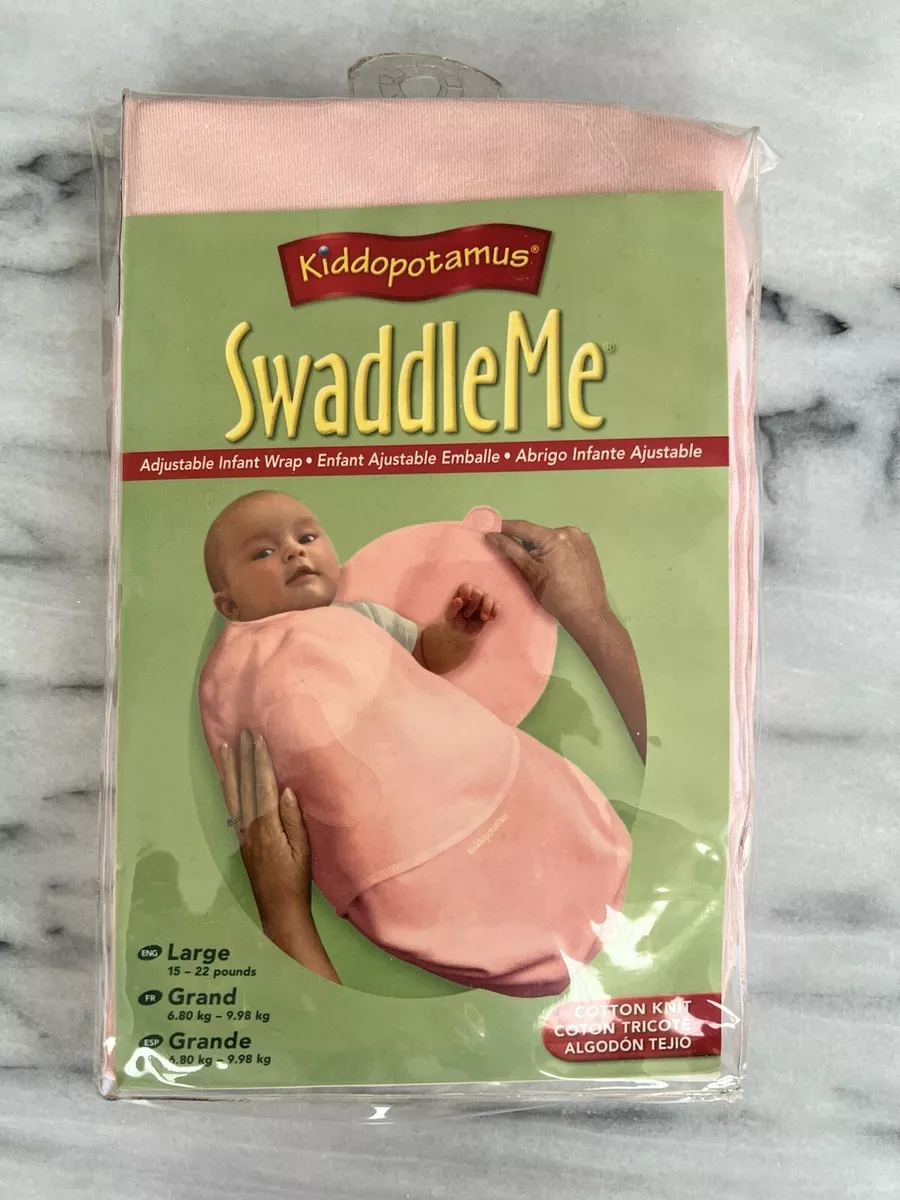 Kiddopotamus®
SwaddleMe®
Adjustable Infant Wrap • Enfant Ajustable Emballe • Abrigo Infante Ajustable
Kiddopotamus
ENG Large
15 – 22 pounds
FR Grand
6.80 kg – 9.98 kg
ESP Grande
6.80 kg – 9.98 kg
COTTON KNIT
COTON TRICOTÉ
ALGODÓN TEJIO